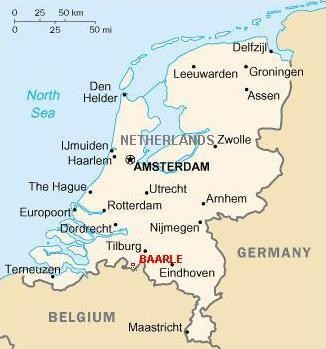 0 25 50 km
0 25 50 mi
Delfzijl
Leeuwarden
Groningen
Assen
Den
Helder
North
Sea
NETHERLANDS
IJmuiden
Haarlem
Zwolle
AMSTERDAM
The Hague
Utrecht
Europoort
Rotterdam
Arnhem
Dordrecht
Nijmegen
Tilburg
BAARLE
GERMANY
Terneuzen
Eindhoven
BELGIUM
Maastricht